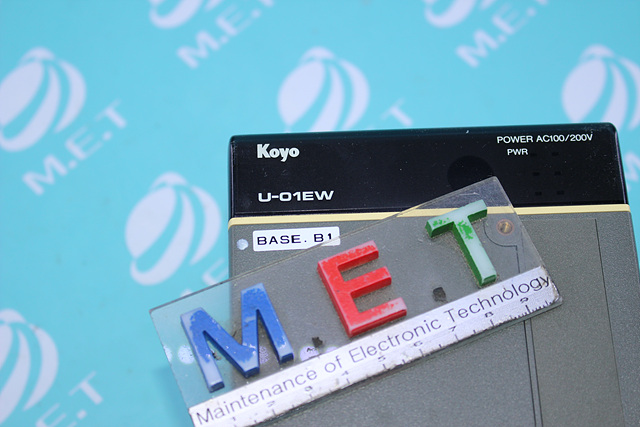 M.E.T
M.E.T
M.E.T
M.E.T
Koyo
POWER AC100/200V
PWR
U-01EW
BASE. B1
M.E.T
Maintenance of Electronic Technology